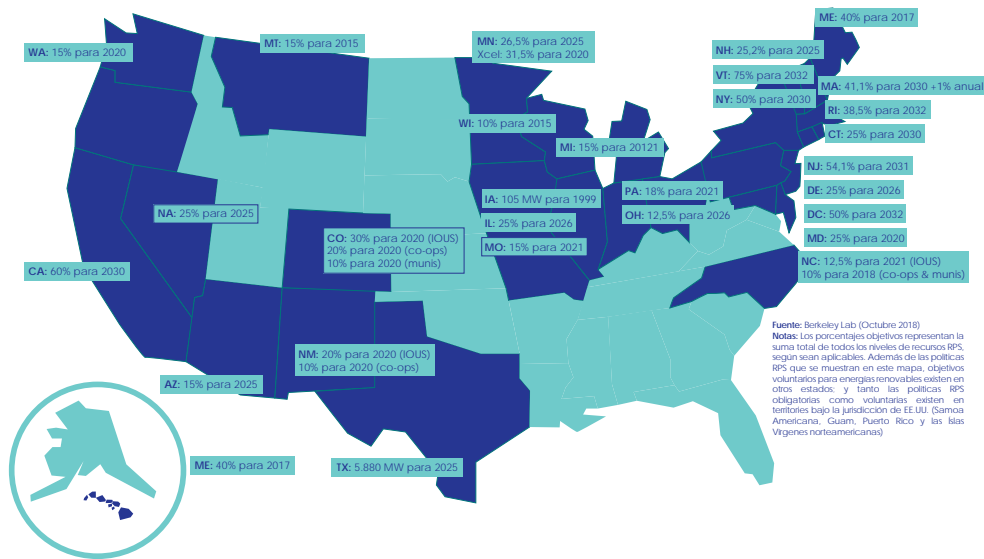 ME: 40% para 2017
WA: 15% para 2020
MT: 15% para 2015
MN: 26,5% para 2025
Xcel: 31,5% para 2020
NH: 25,2% para 2025
VT: 75% para 2032
MA: 41,1% para 2030 +1% anual
NY: 50% para 2030
RI: 38,5% para 2032
WI: 10% para 2015
CT: 25% para 2030
MI: 15% para 20121
NJ: 54,1% para 2031
PA: 18% para 2021
DE: 25% para 2026
IA: 105 MW para 1999
NA: 25% para 2025
OH: 12,5% para 2026
DC: 50% para 2032
IL: 25% para 2026
CO: 30% para 2020 (IOUS)
20% para 2020 (co-ops)
10% para 2020 (munis)
MD: 25% para 2020
MO: 15% para 2021
NC: 12,5% para 2021 (IOUS)
10% para 2018 (co-ops & munis)
CA: 60% para 2030
Fuente: Berkeley Lab (Octubre 2018)
Notas: Los porcentajes objetivos representan la
suma total de todos los niveles de recursos RPS,
según sean aplicables. Además de las políticas
RPS que se muestran en este mapa, objetivos
voluntarios para energías renovables existen en
otros estados; y tanto las políticas RPS
obligatorias como voluntarias existen en
territories bajo la jurisdicción de EE.UU. (Samoa
Americana, Guam, Puerto Rico y las Islas
Vírgenes norteamericanas)
NM: 20% para 2020 (IOUS)
10% para 2020 (co-ops)
AZ: 15% para 2025
ME: 40% para 2017
TX: 5.880 MW para 2025